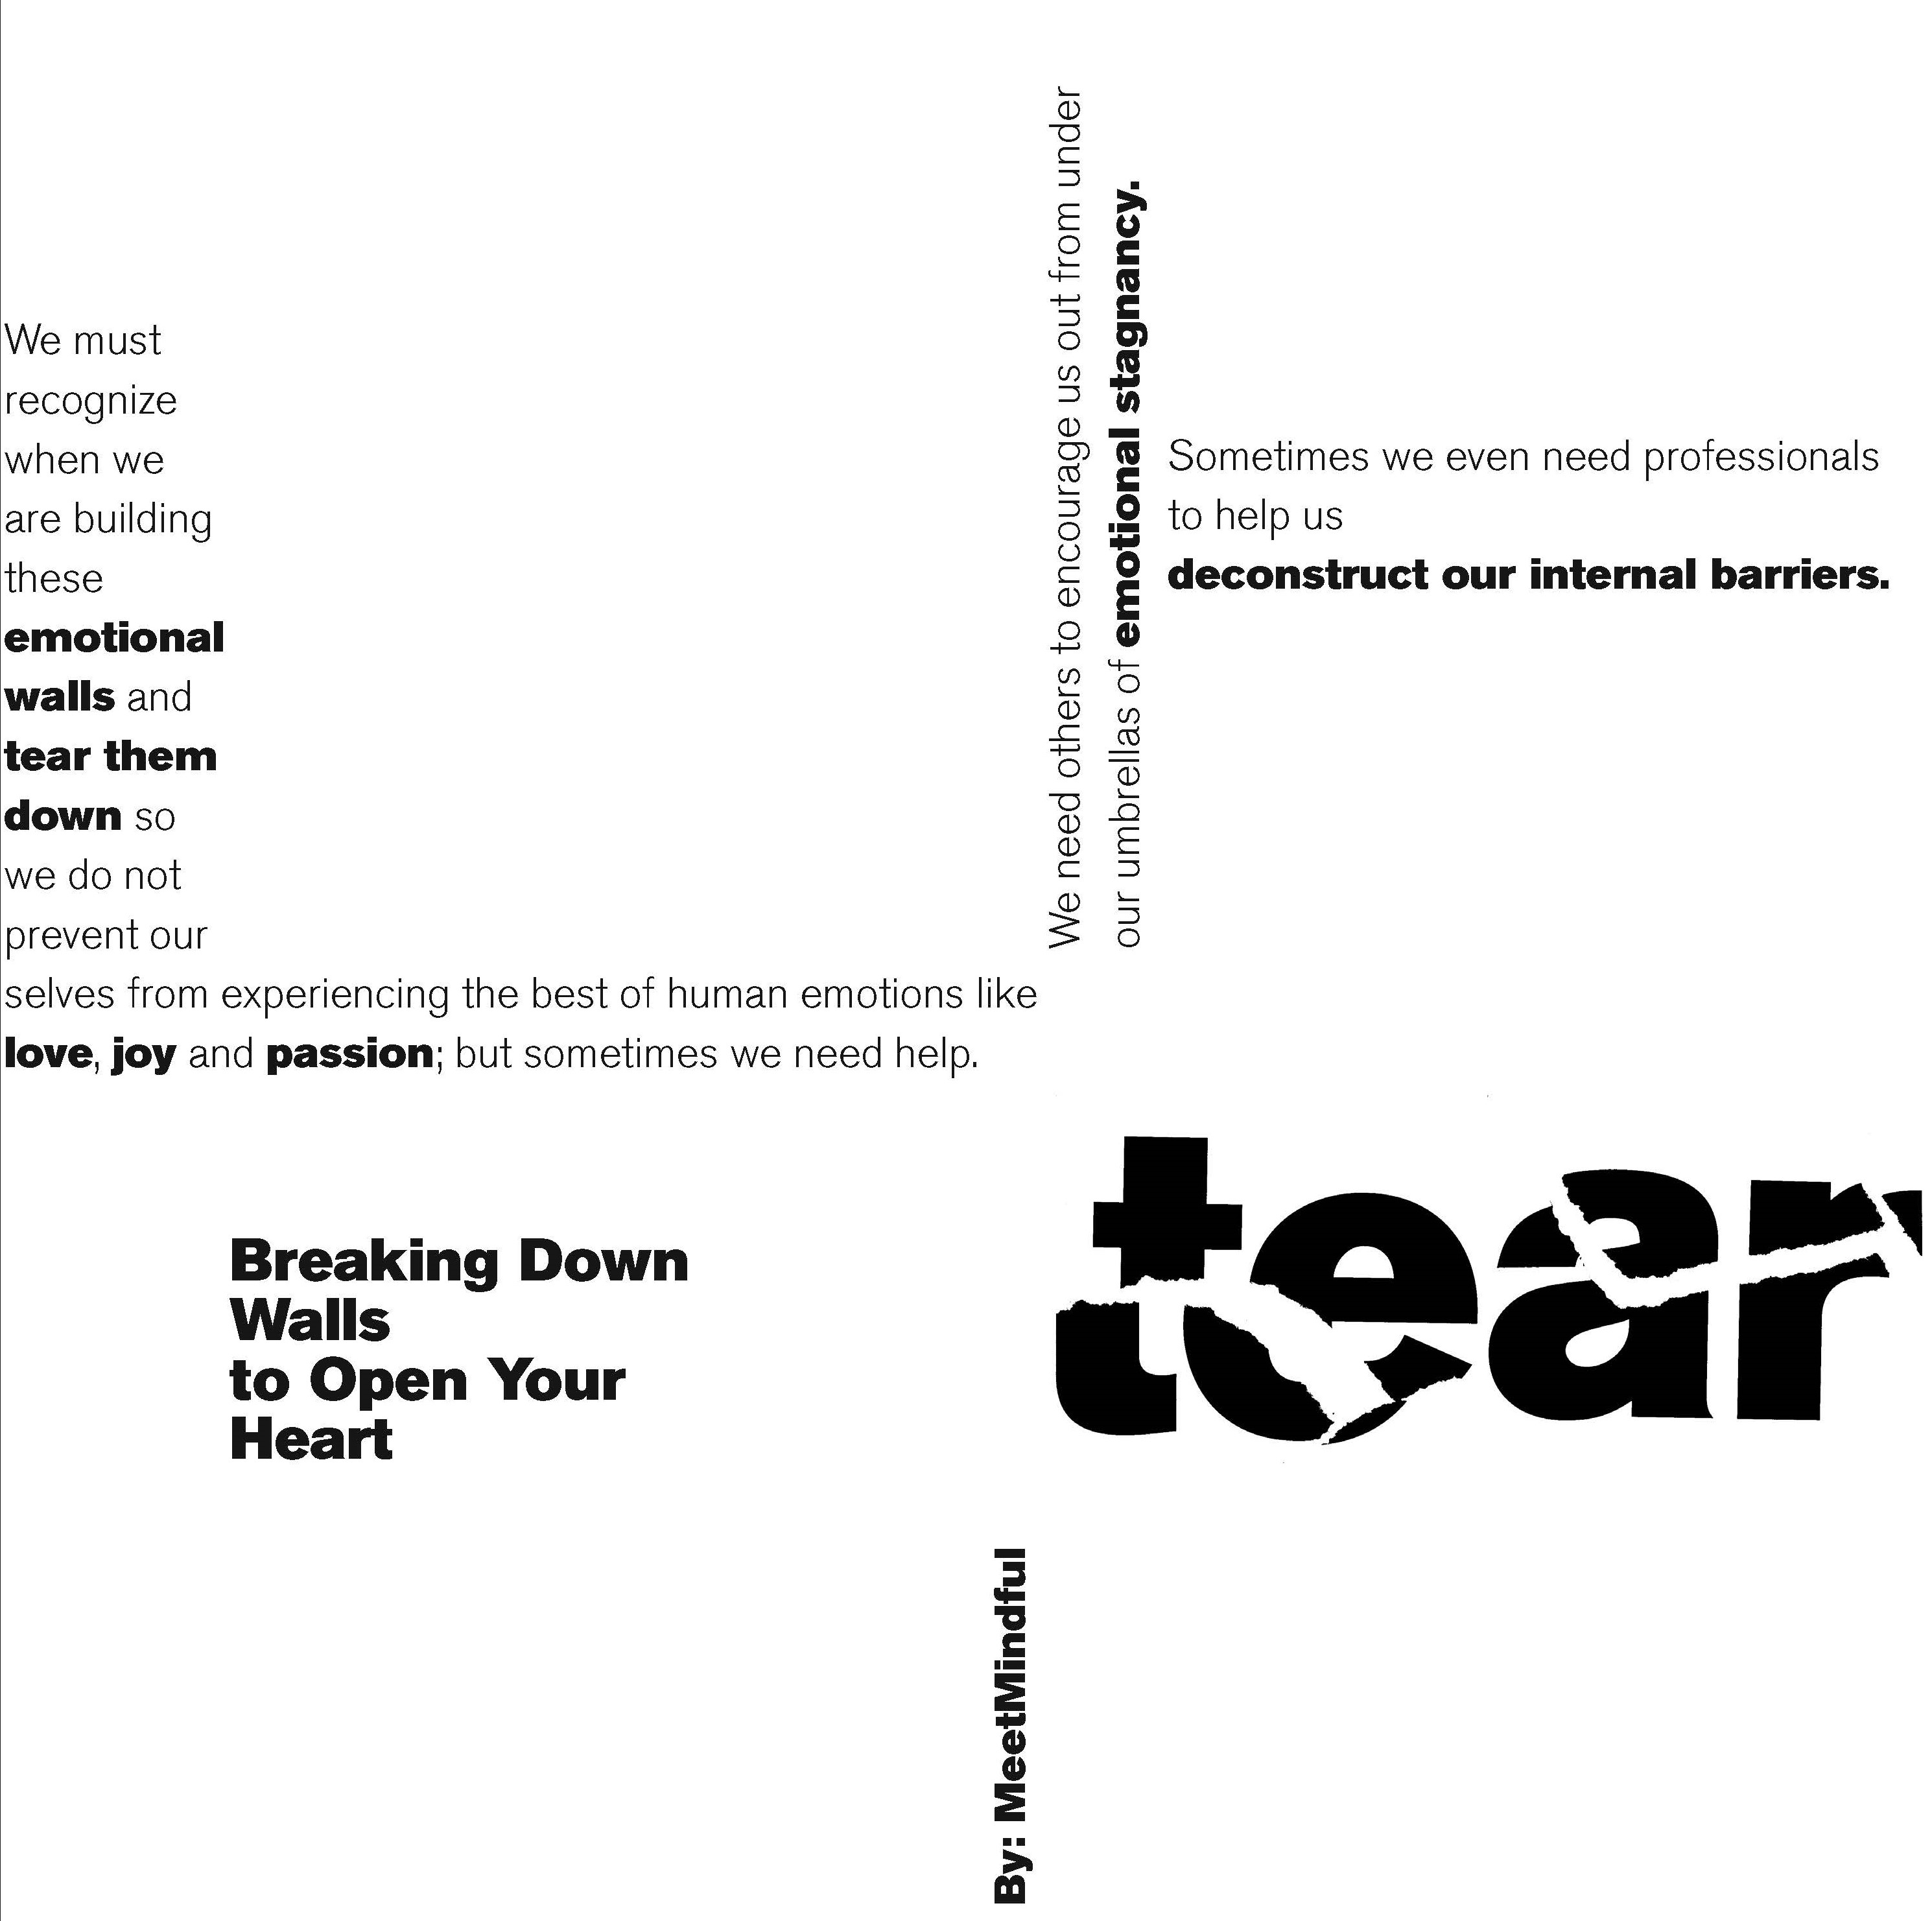 We must
recognize
when we
are building
these
emotional
walls and
tear them
down so
we do not
prevent our
selves from experiencing the best of human emotions like
love, joy and passion; but sometimes we need help.
We need others to encourage us out from under
our umbrellas of emotional stagnancy.
Sometimes we even need professionals
to help us
deconstruct our internal barriers.
tear
Breaking Down
Walls
to Open Your
Heart
By: MeetMindful